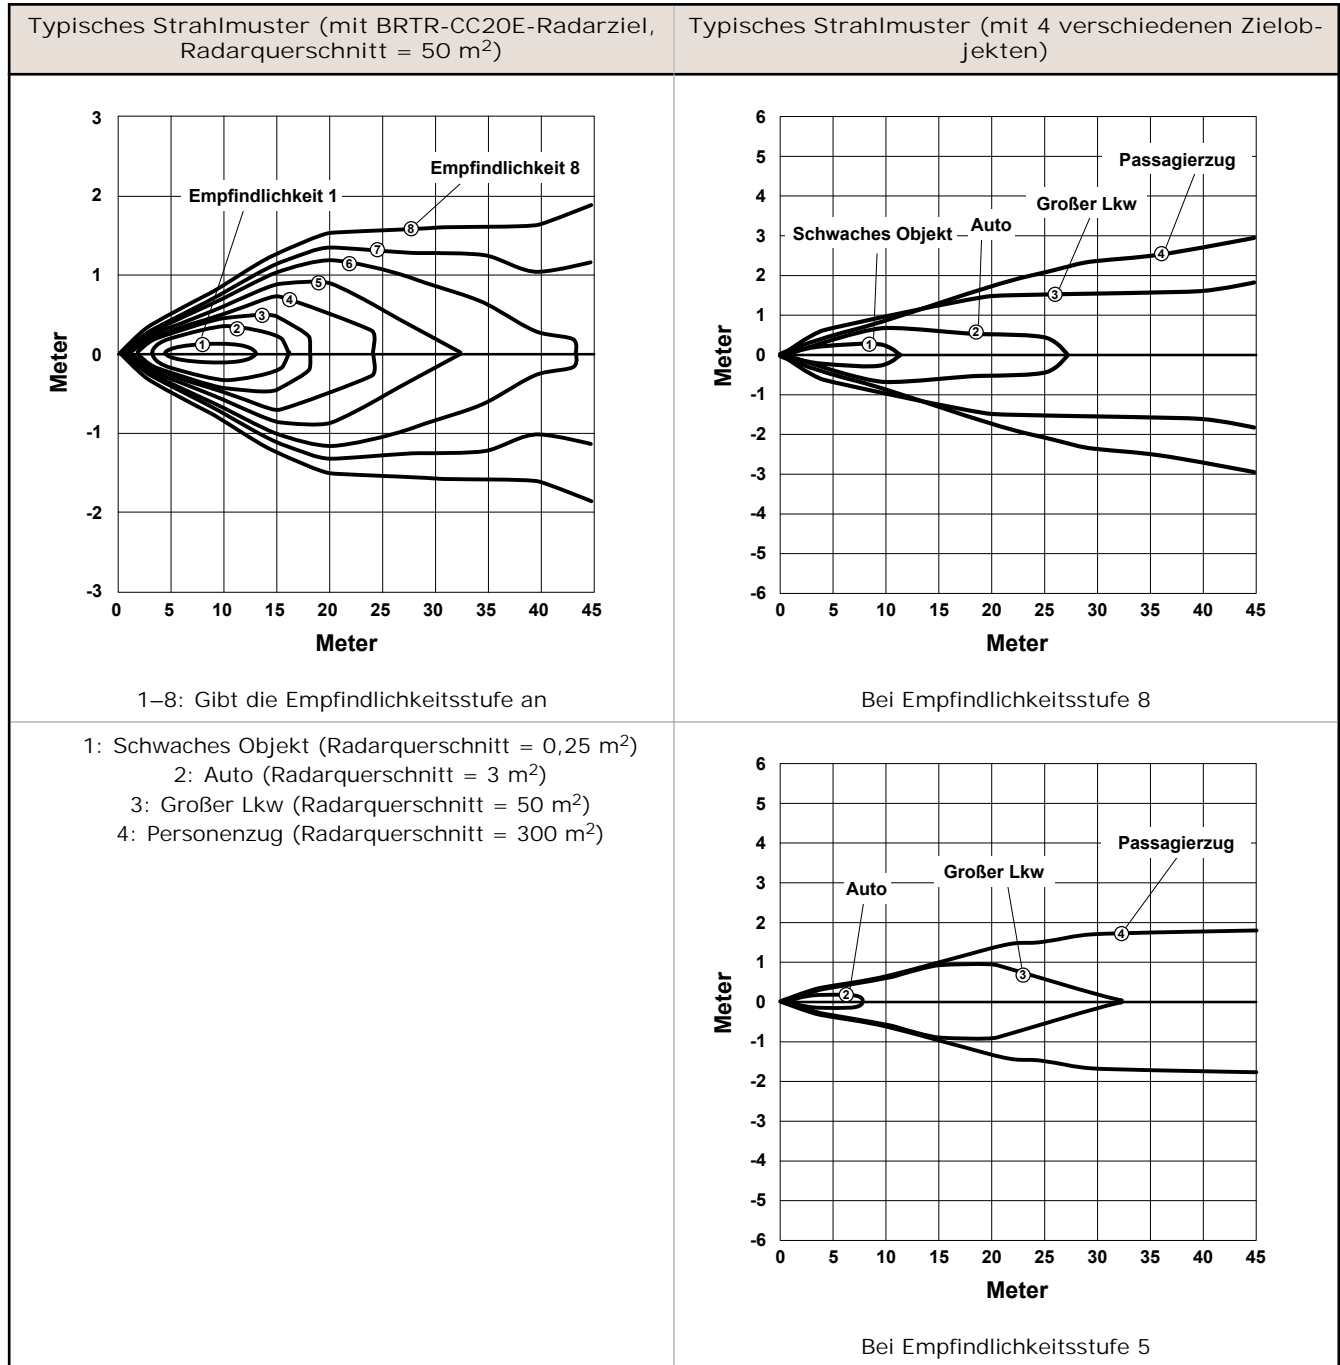 Typisches Strahlmuster (mit BRTR-CC20E-Radarziel,
Radarquerschnitt = 50 m²)
Typisches Strahlmuster (mit 4 verschiedenen Zielob-
jekten)
3
2
1
0
-1
-2
-3
Meter
Empfindlichkeit 8
Empfindlichkeit 1
8
7
6
5
4
3
2
1
0 5 10 15 20 25 30 35 40 45
Meter
1–8: Gibt die Empfindlichkeitsstufe an
6
5
4
3
2
1
0
-1
-2
-3
-4
-5
-6
Meter
Passagierzug
Großer Lkw
Auto
Schwaches Objekt
4
3
2
1
0 5 10 15 20 25 30 35 40 45
Meter
Bei Empfindlichkeitsstufe 8
1: Schwaches Objekt (Radarquerschnitt = 0,25 m²)
2: Auto (Radarquerschnitt = 3 m²)
3: Großer Lkw (Radarquerschnitt = 50 m²)
4: Personenzug (Radarquerschnitt = 300 m²)
6
5
4
3
2
1
0
-1
-2
-3
-4
-5
-6
Meter
Passagierzug
Großer Lkw
Auto
4
3
2
0 5 10 15 20 25 30 35 40 45
Meter
Bei Empfindlichkeitsstufe 5